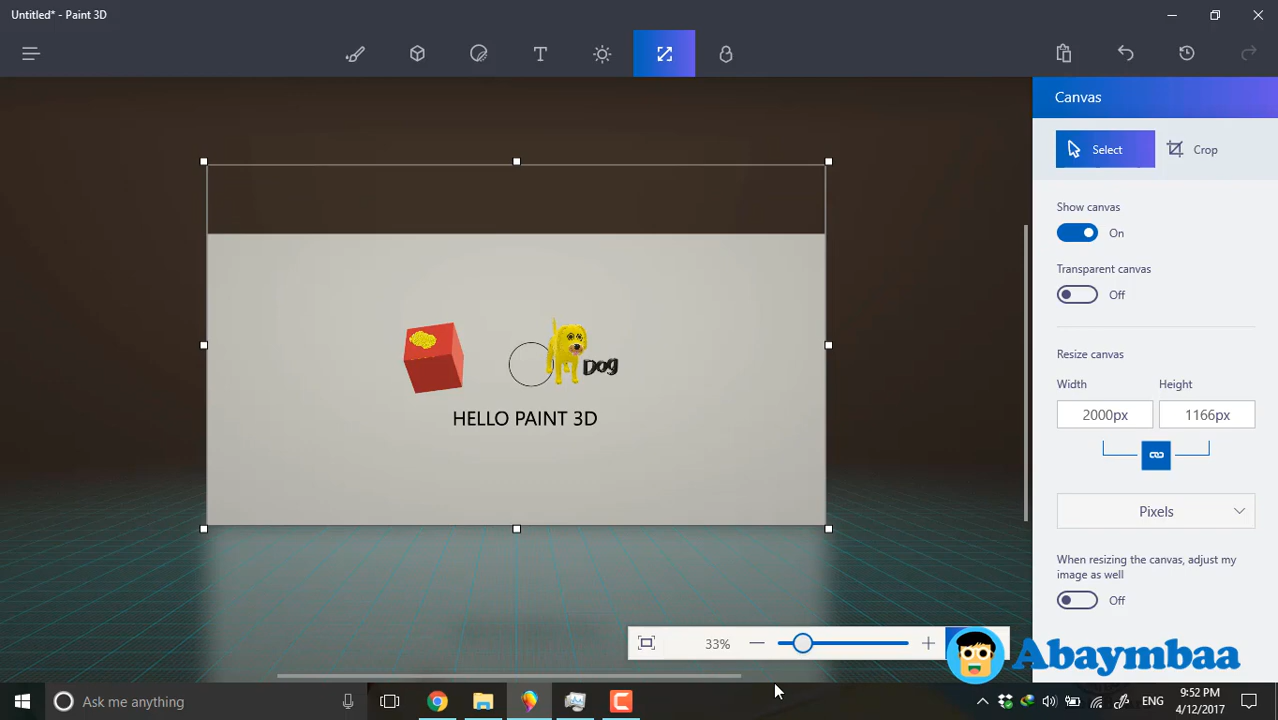 Untitled* - Paint 3D
Canvas
Select
Crop
Show canvas
On
Transparent canvas
Off
Resize canvas
Width
Height
2000px
1166px
Pixels
When resizing the canvas, adjust my
image as well
Off
Dog
HELLO PAINT 3D
33%
Abaymbaa
Ask me anything
ENG
9:52 PM
4/12/2017